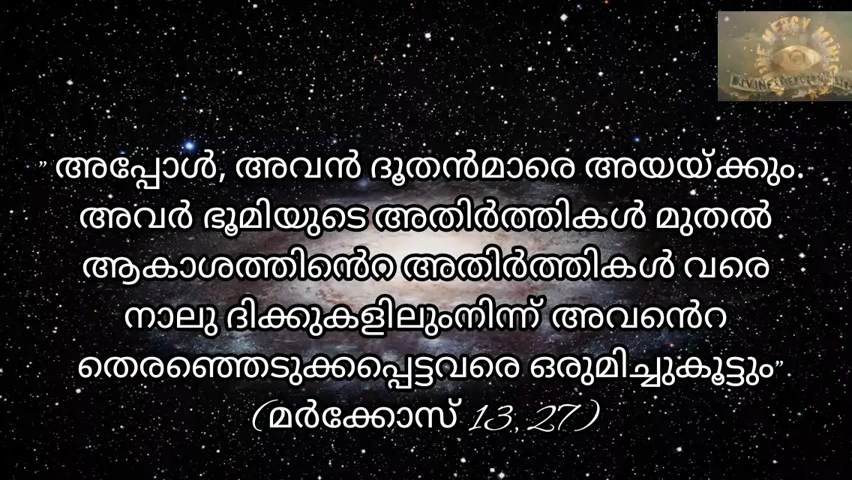 ” അപ്പോൾ, അവൻ ദൂതൻമാരെ അയയ്ക്കും.
അവർ ഭൂമിയുടെ അതിർത്തികൾ മുതൽ
ആകാശത്തിൻെറ അതിർത്തികൾ വരെ
നാലു ദിക്കുകളിലുംനിന്ന് അവൻെറ
തെരഞ്ഞെടുക്കപ്പെട്ടവരെ ഒരുമിച്ചുകൂട്ടും”
(മർക്കോസ് 13., 27)